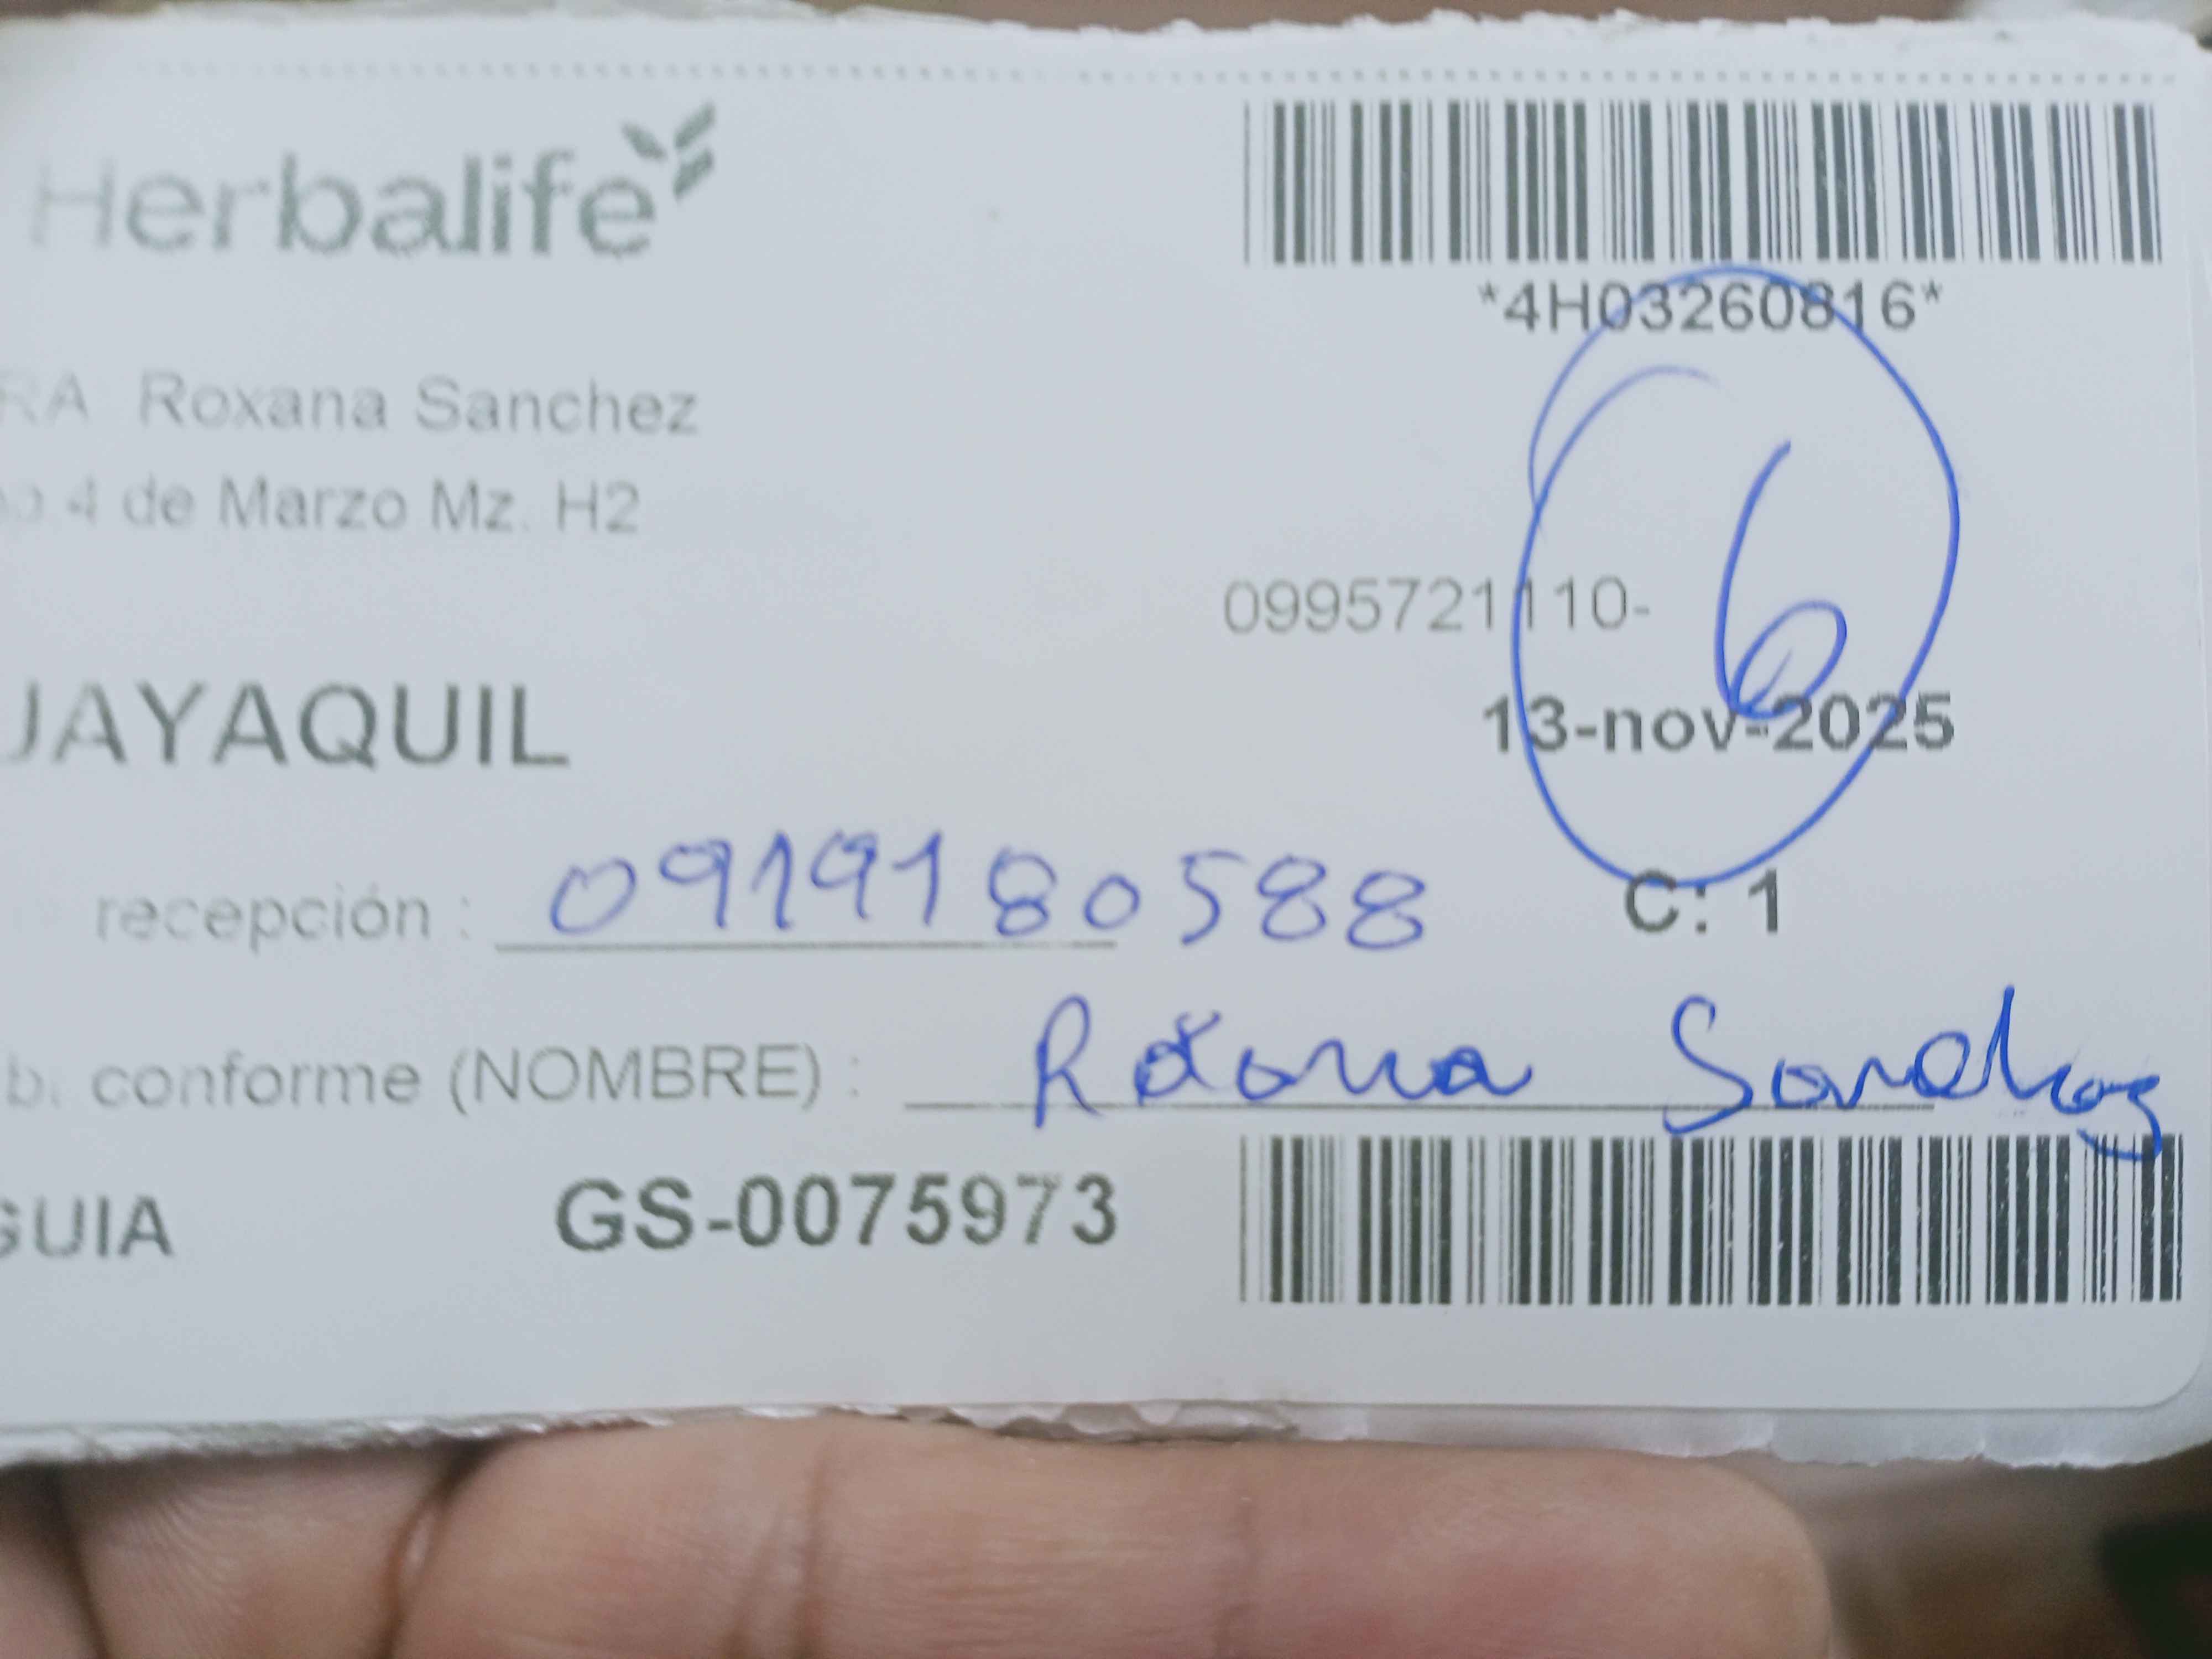 Herbalife
*4H03260816*
RA Roxana Sanchez
4 de Marzo Mz. H2
0995721110-
6
JAYAQUIL
13-nov-2025
recepción : 0919180588
C: 1
b. conforme (NOMBRE) : Roxana Sanchez
GUIA GS-0075973